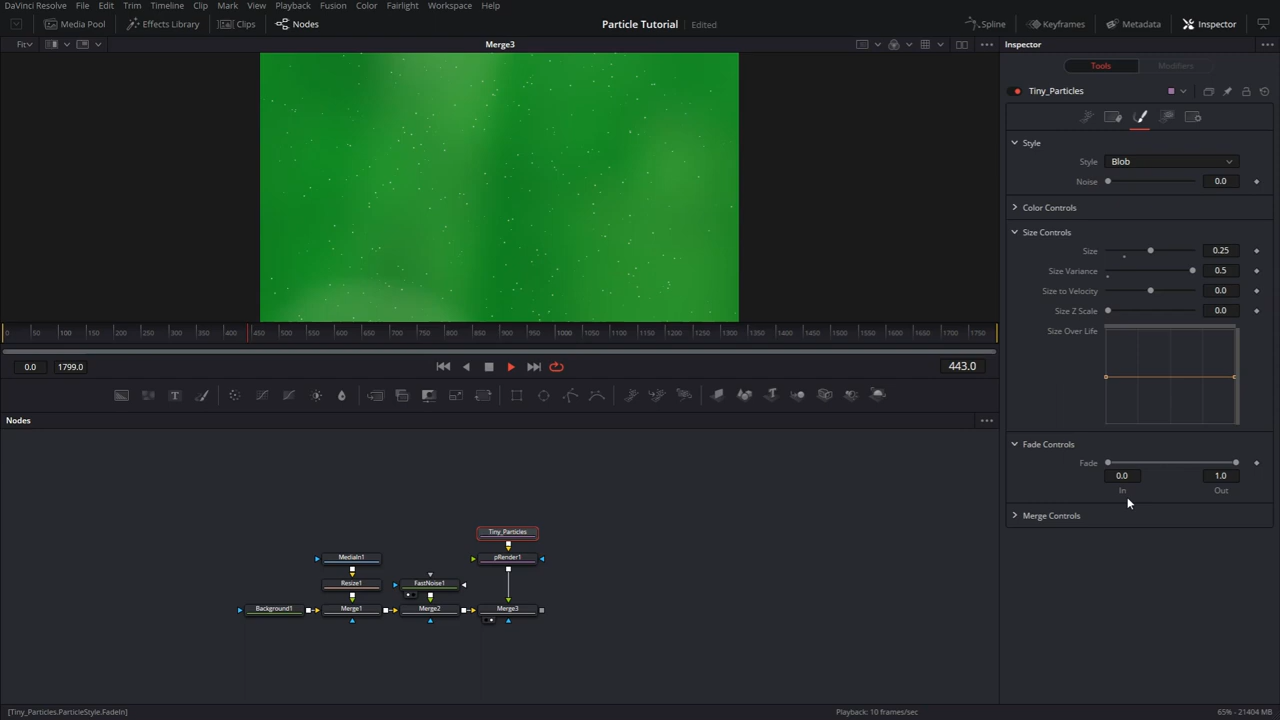 DaVinci Resolve File Edit Trim Timeline Clip Mark View Playback Fusion Color Fairlight Workspace Help
Media Pool Effects Library Clips Nodes Particle Tutorial Edited Spline Keyframes Metadata Inspector
Fit Merge3 Inspector
Tools Modifiers
Tiny_Particles
Style
Style Blob
Noise 0.0
Color Controls
Size Controls
Size 0.25
Size Variance 0.5
Size to Velocity 0.0
Size Z Scale 0.0
Size Over Life
0 50 100 150 200 250 300 350 400 450 500 550 600 650 700 750 800 850 900 950 1000 1050 1100 1150 1200 1250 1300 1350 1400 1450 1500 1550 1600 1650 1700 1750
0.0 1799.0 443.0
Nodes
Fade Controls
Fade
0.0 1.0
In Out
Merge Controls
Tiny_Particles
MediaIn1 pRender1
Resize1 FastNoise1
Background1 Merge1 Merge2 Merge3
[Tiny_Particles.ParticleStyle.FadeIn] Playback: 10 frames/sec 65% - 21404 MB